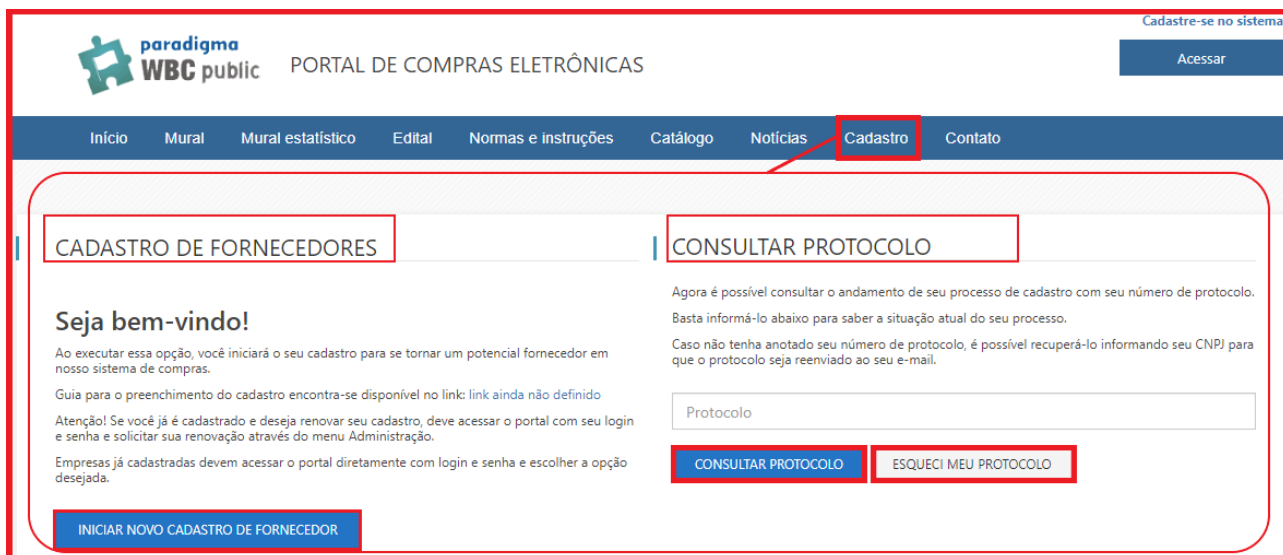 Cadastre-se no sistema
paradigma
WBC public
PORTAL DE COMPRAS ELETRÔNICAS
Acessar
Início Mural Mural estatístico Edital Normas e instruções Catálogo Notícias Cadastro Contato
CADASTRO DE FORNECEDORES
Seja bem-vindo!
Ao executar essa opção, você iniciará o seu cadastro para se tornar um potencial fornecedor em
nosso sistema de compras.
Guia para o preenchimento do cadastro encontra-se disponível no link: link ainda não definido
Atenção! Se você já é cadastrado e deseja renovar seu cadastro, deve acessar o portal com seu login
e senha e solicitar sua renovação através do menu Administração.
Empresas já cadastradas devem acessar o portal diretamente com login e senha e escolher a opção
desejada.
INICIAR NOVO CADASTRO DE FORNECEDOR
CONSULTAR PROTOCOLO
Agora é possível consultar o andamento de seu processo de cadastro com seu número de protocolo.
Basta informá-lo abaixo para saber a situação atual do seu processo.
Caso não tenha anotado seu número de protocolo, é possível recuperá-lo informando seu CNPJ para
que o protocolo seja reenviado ao seu e-mail.
Protocolo
CONSULTAR PROTOCOLO ESQUECI MEU PROTOCOLO